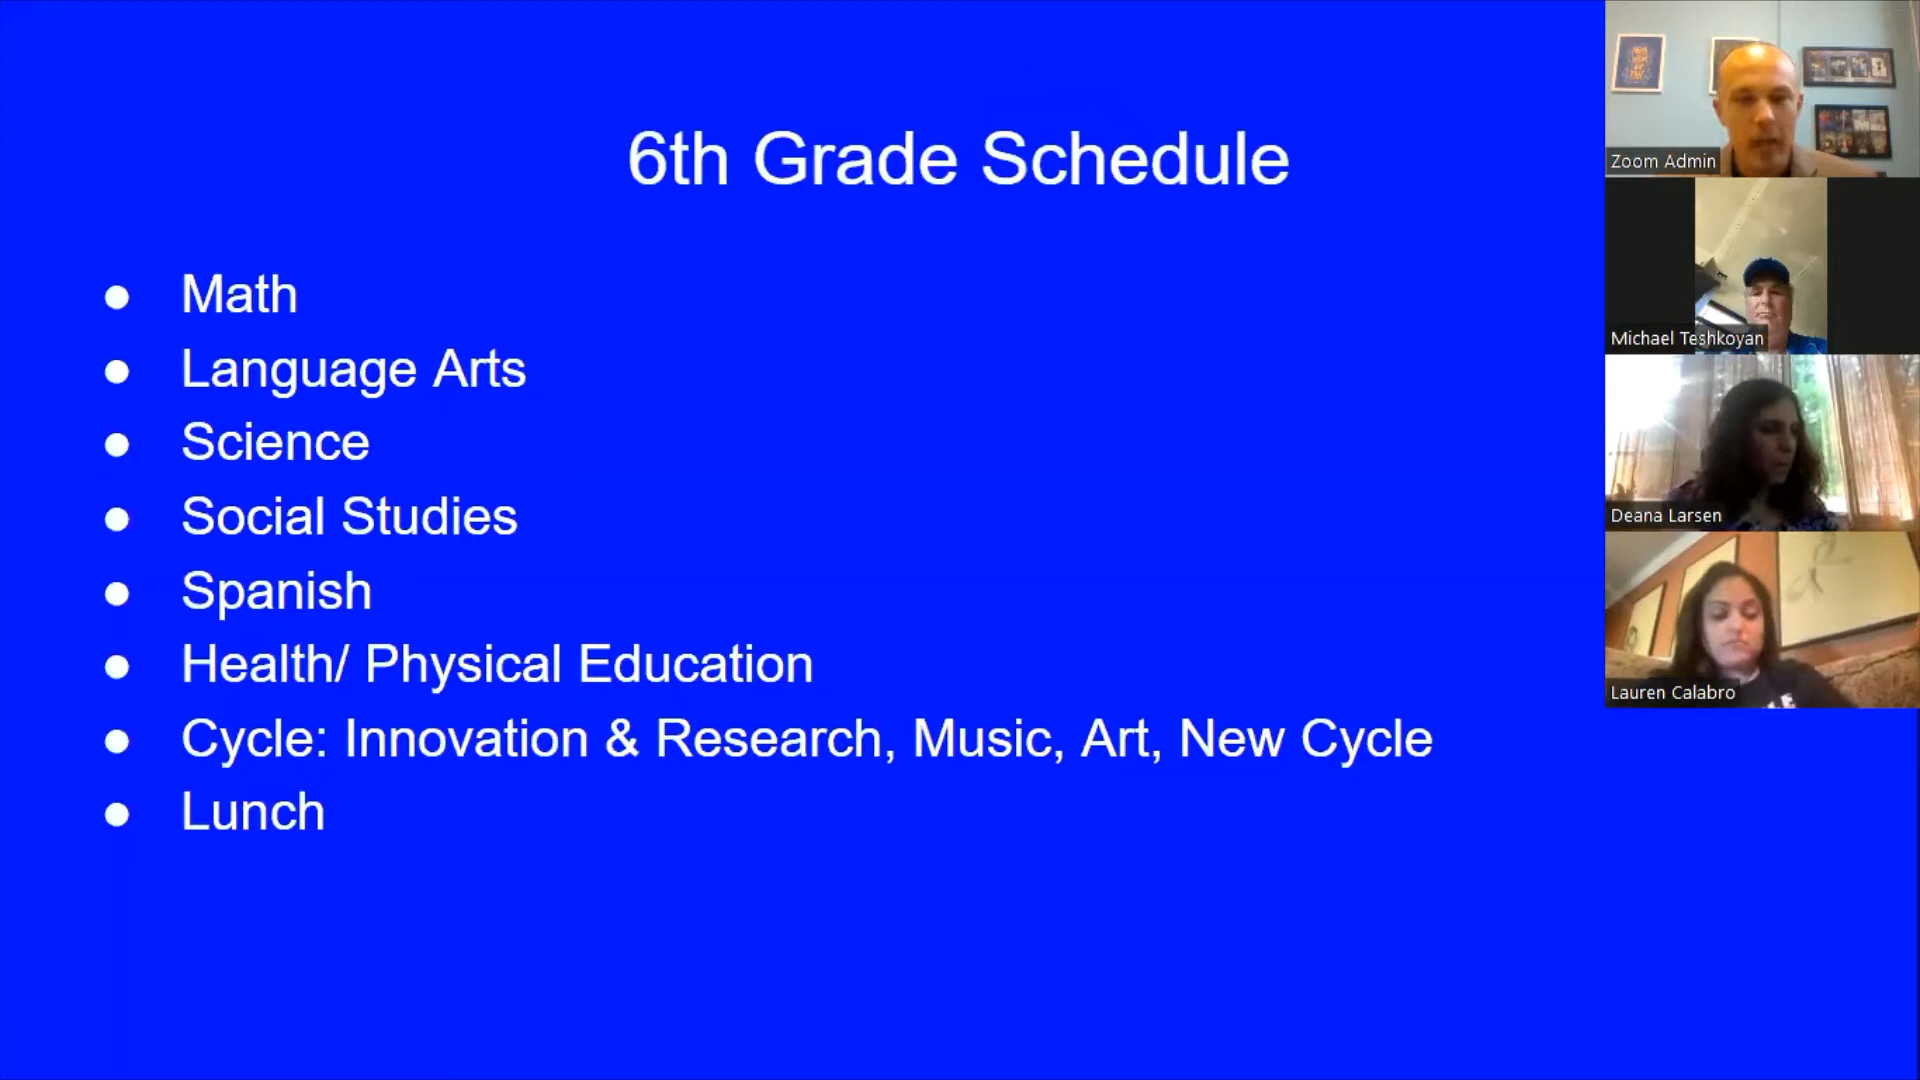 6th Grade Schedule
● Math
● Language Arts
● Science
● Social Studies
● Spanish
● Health/ Physical Education
● Cycle: Innovation & Research, Music, Art, New Cycle
● Lunch
Zoom Admin
Michael Teshkoyan
Deana Larsen
Lauren Calabro